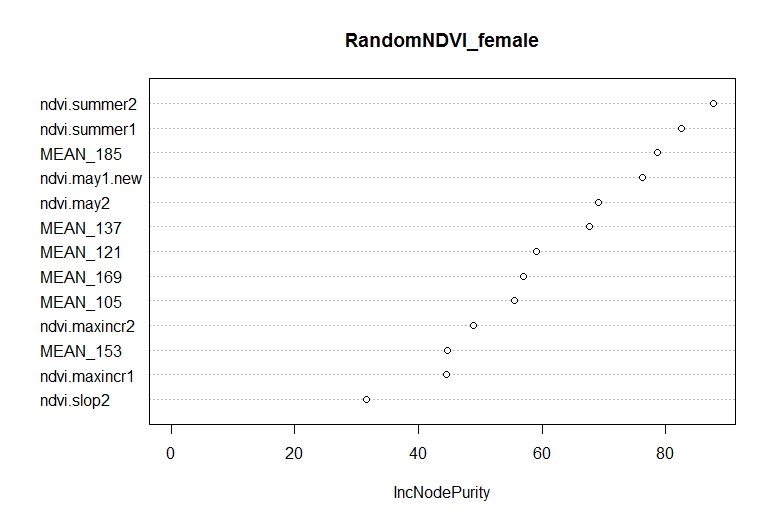 RandomNDVI_female
ndvi.summer2
ndvi.summer1
MEAN_185
ndvi.may1.new
ndvi.may2
MEAN_137
MEAN_121
MEAN_169
MEAN_105
ndvi.maxincr2
MEAN_153
ndvi.maxincr1
ndvi.slop2
0 20 40 60 80
IncNodePurity